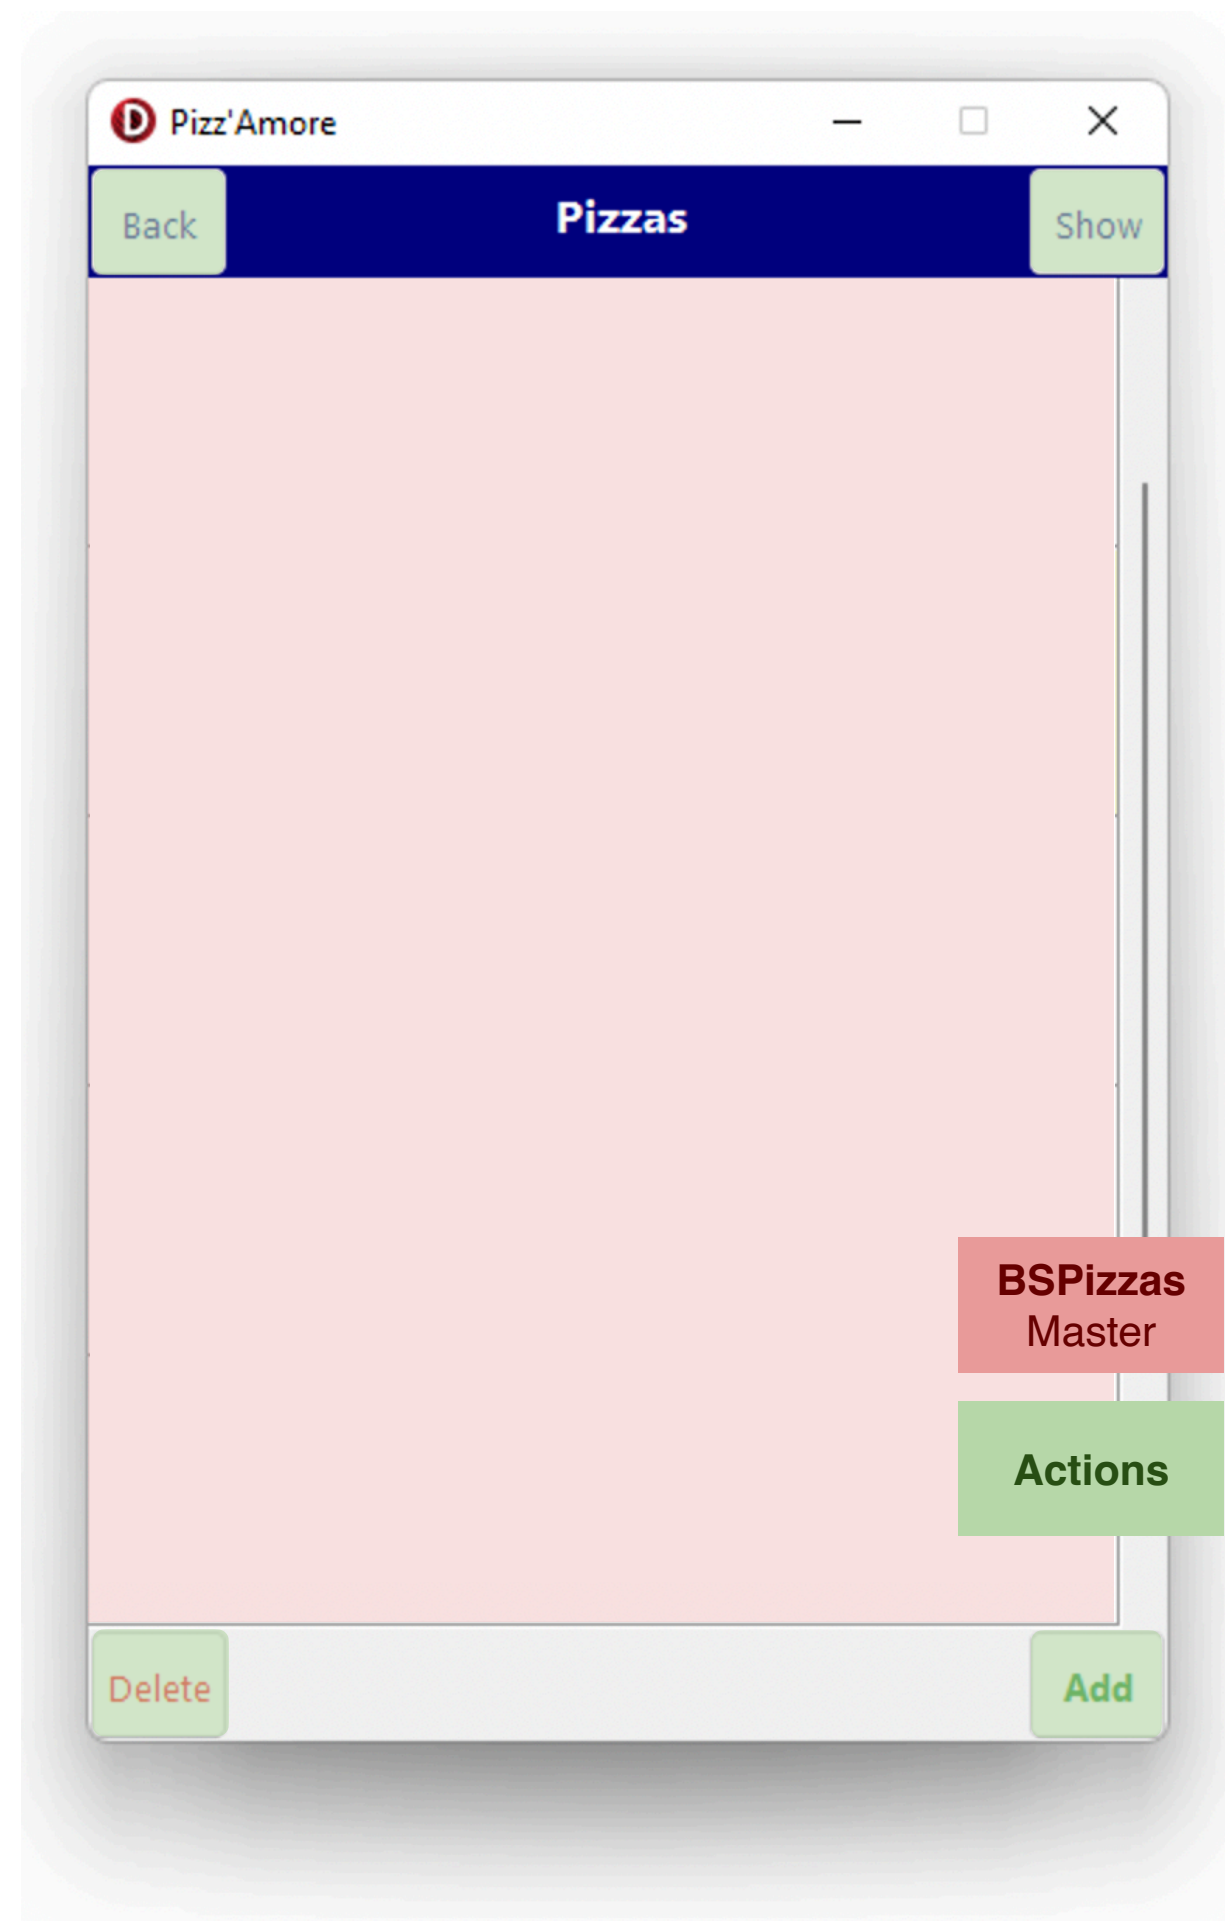 Pizz'Amore
Back
Pizzas
Show
BSPizzas
Master
Actions
Delete
Add